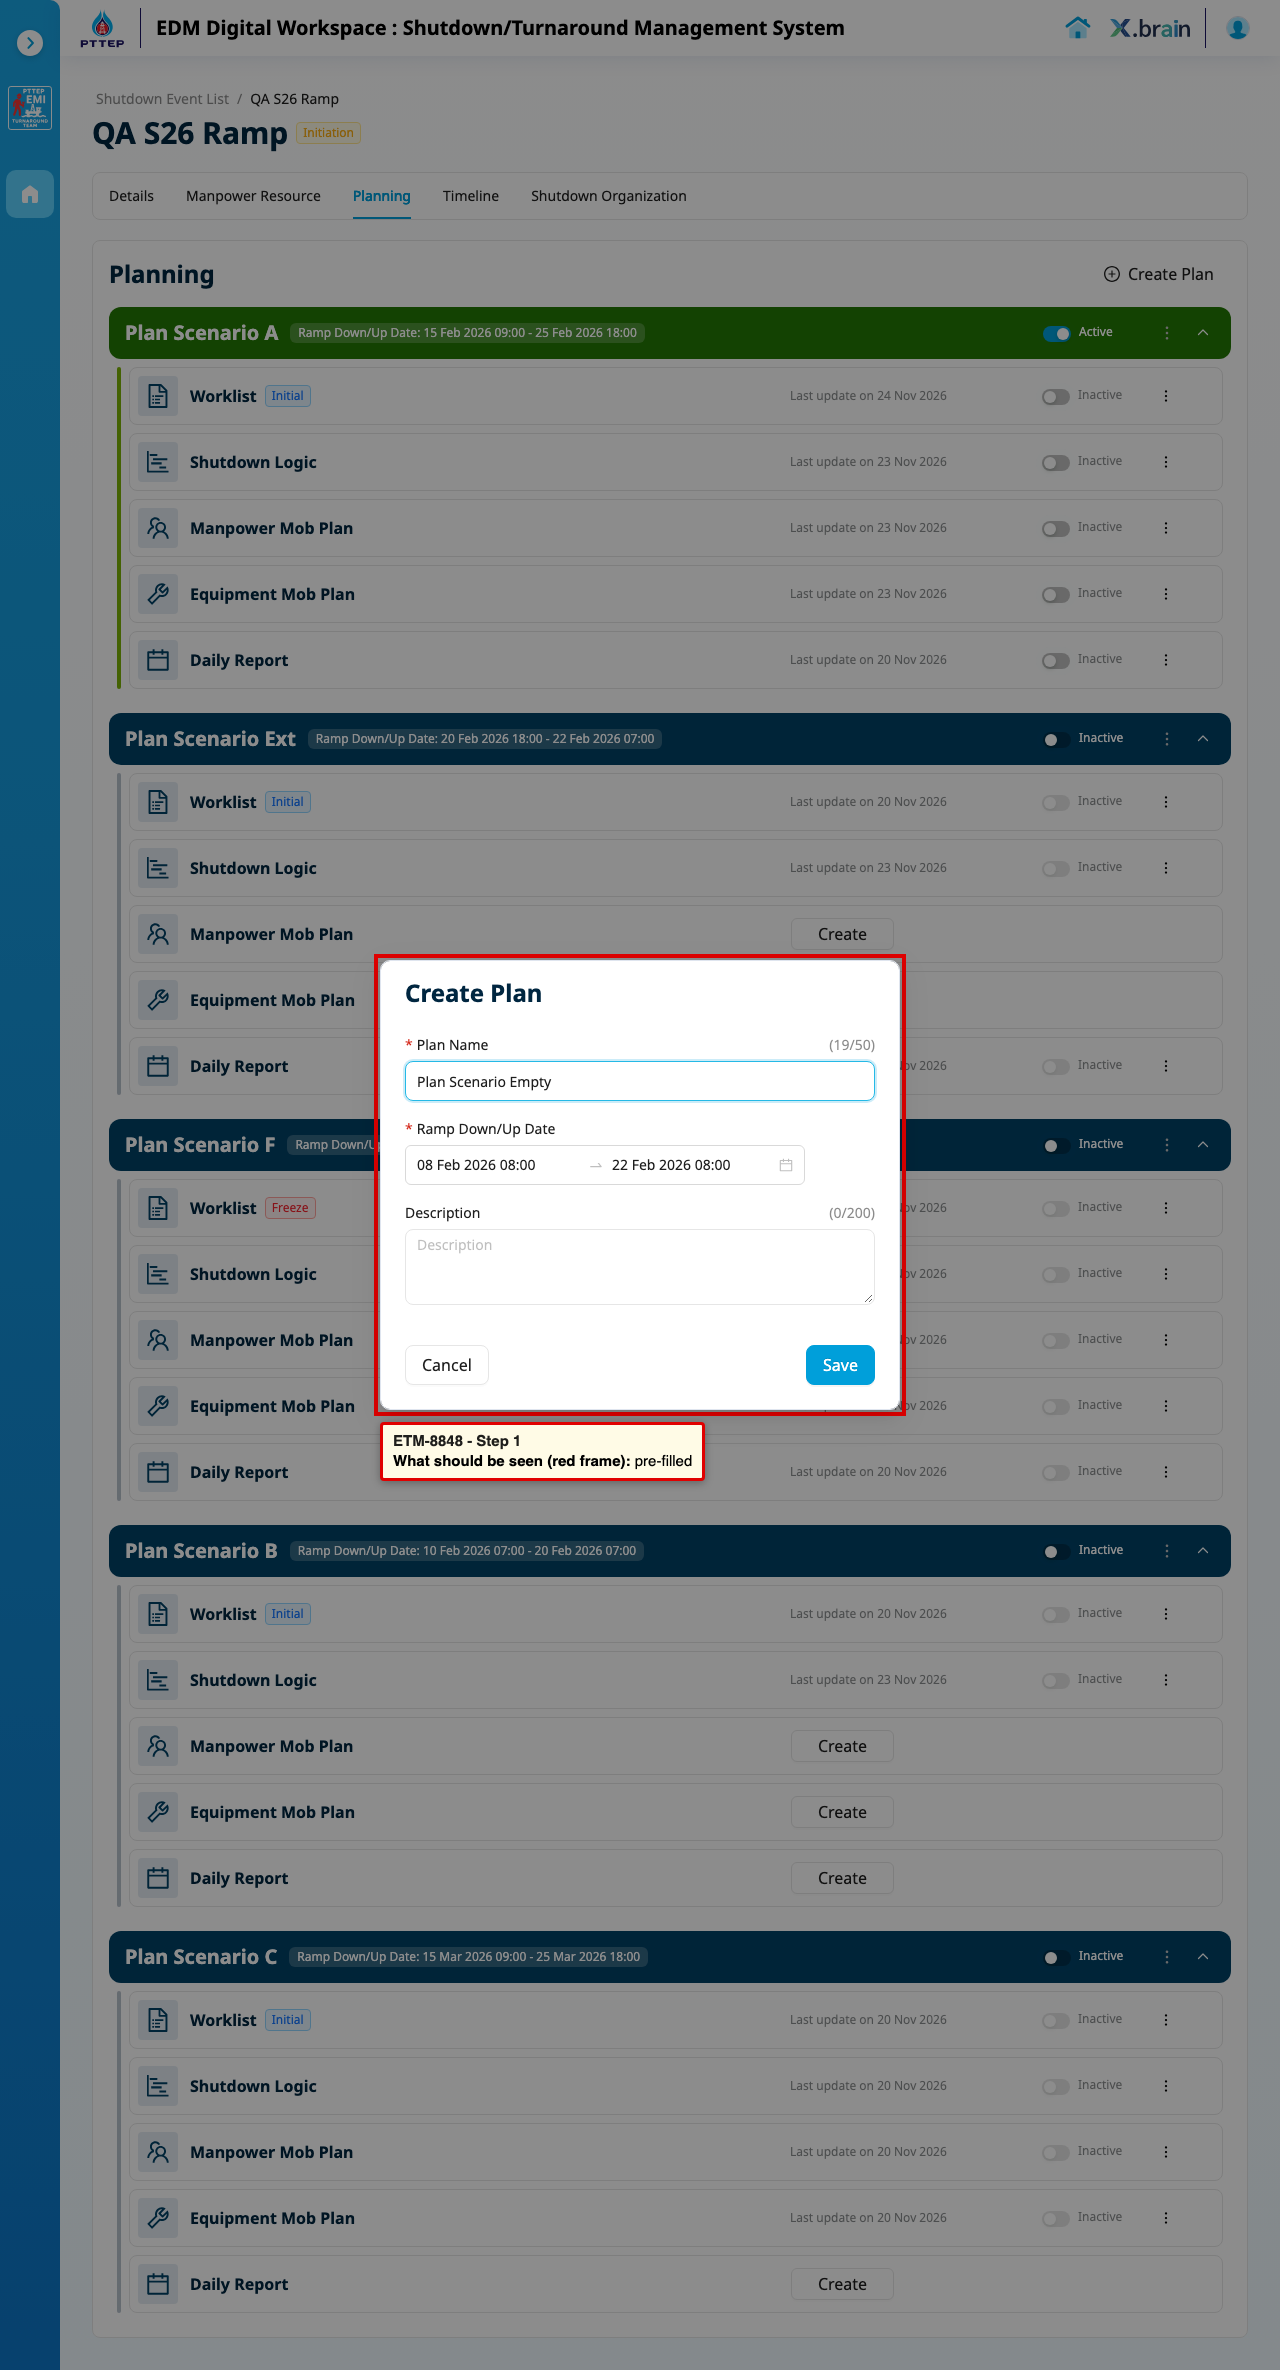 PTTEP
EDM Digital Workspace : Shutdown/Turnaround Management System
X.brain
PTTEP
EMI
TURNAROUND
TEAM
Shutdown Event List / QA S26 Ramp
QA S26 Ramp Initiation
Details Manpower Resource Planning Timeline Shutdown Organization
Planning
Create Plan
Plan Scenario A Ramp Down/Up Date: 15 Feb 2026 09:00 - 25 Feb 2026 18:00 Active
Worklist Initial Last update on 24 Nov 2026 Inactive
Shutdown Logic Last update on 23 Nov 2026 Inactive
Manpower Mob Plan Last update on 23 Nov 2026 Inactive
Equipment Mob Plan Last update on 23 Nov 2026 Inactive
Daily Report Last update on 20 Nov 2026 Inactive
Plan Scenario Ext Ramp Down/Up Date: 20 Feb 2026 18:00 - 22 Feb 2026 07:00 Inactive
Worklist Initial Last update on 20 Nov 2026 Inactive
Shutdown Logic Last update on 23 Nov 2026 Inactive
Manpower Mob Plan Create
Equipment Mob Plan
Daily Report 2026 Inactive
Plan Scenario F Ramp Down/U Inactive
Worklist Freeze 2026 Inactive
Shutdown Logic 2026 Inactive
Manpower Mob Plan 2026 Inactive
Equipment Mob Plan 2026 Inactive
Daily Report Last update on 20 Nov 2026 Inactive
Create Plan
* Plan Name (19/50)
Plan Scenario Empty
* Ramp Down/Up Date
08 Feb 2026 08:00 → 22 Feb 2026 08:00
Description (0/200)
Description
Cancel Save
ETM-8848 - Step 1
What should be seen (red frame): pre-filled
Plan Scenario B Ramp Down/Up Date: 10 Feb 2026 07:00 - 20 Feb 2026 07:00 Inactive
Worklist Initial Last update on 20 Nov 2026 Inactive
Shutdown Logic Last update on 23 Nov 2026 Inactive
Manpower Mob Plan Create
Equipment Mob Plan Create
Daily Report Create
Plan Scenario C Ramp Down/Up Date: 15 Mar 2026 09:00 - 25 Mar 2026 18:00 Inactive
Worklist Initial Last update on 20 Nov 2026 Inactive
Shutdown Logic Last update on 20 Nov 2026 Inactive
Manpower Mob Plan Last update on 20 Nov 2026 Inactive
Equipment Mob Plan Last update on 20 Nov 2026 Inactive
Daily Report Create